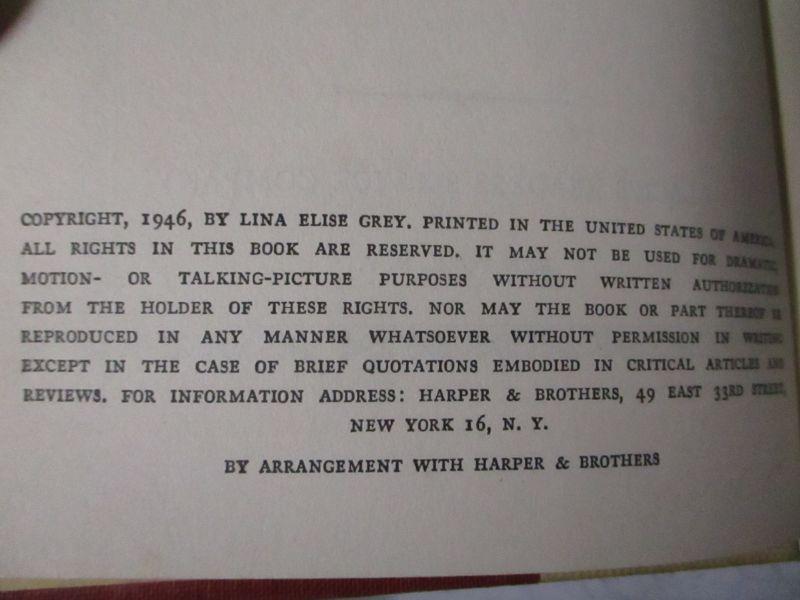 COPYRIGHT, 1946, BY LINA ELISE GREY. PRINTED IN THE UNITED STATES OF AMERICA.
ALL RIGHTS IN THIS BOOK ARE RESERVED. IT MAY NOT BE USED FOR DRAMATIC,
MOTION- OR TALKING-PICTURE PURPOSES WITHOUT WRITTEN AUTHORIZATION
FROM THE HOLDER OF THESE RIGHTS. NOR MAY THE BOOK OR PART THEREOF BE
REPRODUCED IN ANY MANNER WHATSOEVER WITHOUT PERMISSION IN WRITING
EXCEPT IN THE CASE OF BRIEF QUOTATIONS EMBODIED IN CRITICAL ARTICLES AND
REVIEWS. FOR INFORMATION ADDRESS: HARPER & BROTHERS, 49 EAST 33RD STREET,
NEW YORK 16, N. Y.
BY ARRANGEMENT WITH HARPER & BROTHERS